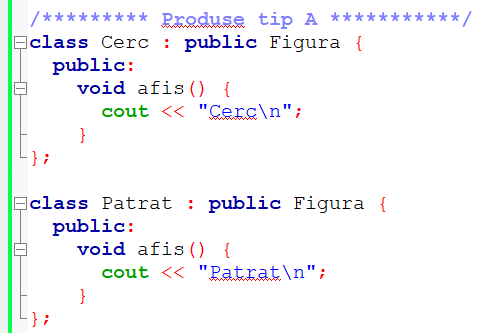 /********* Produse tip A ***********/
class Cerc : public Figura {
public:
void afis() {
cout << "Cerc\n";
}
};
class Patrat : public Figura {
public:
void afis() {
cout << "Patrat\n";
}
};